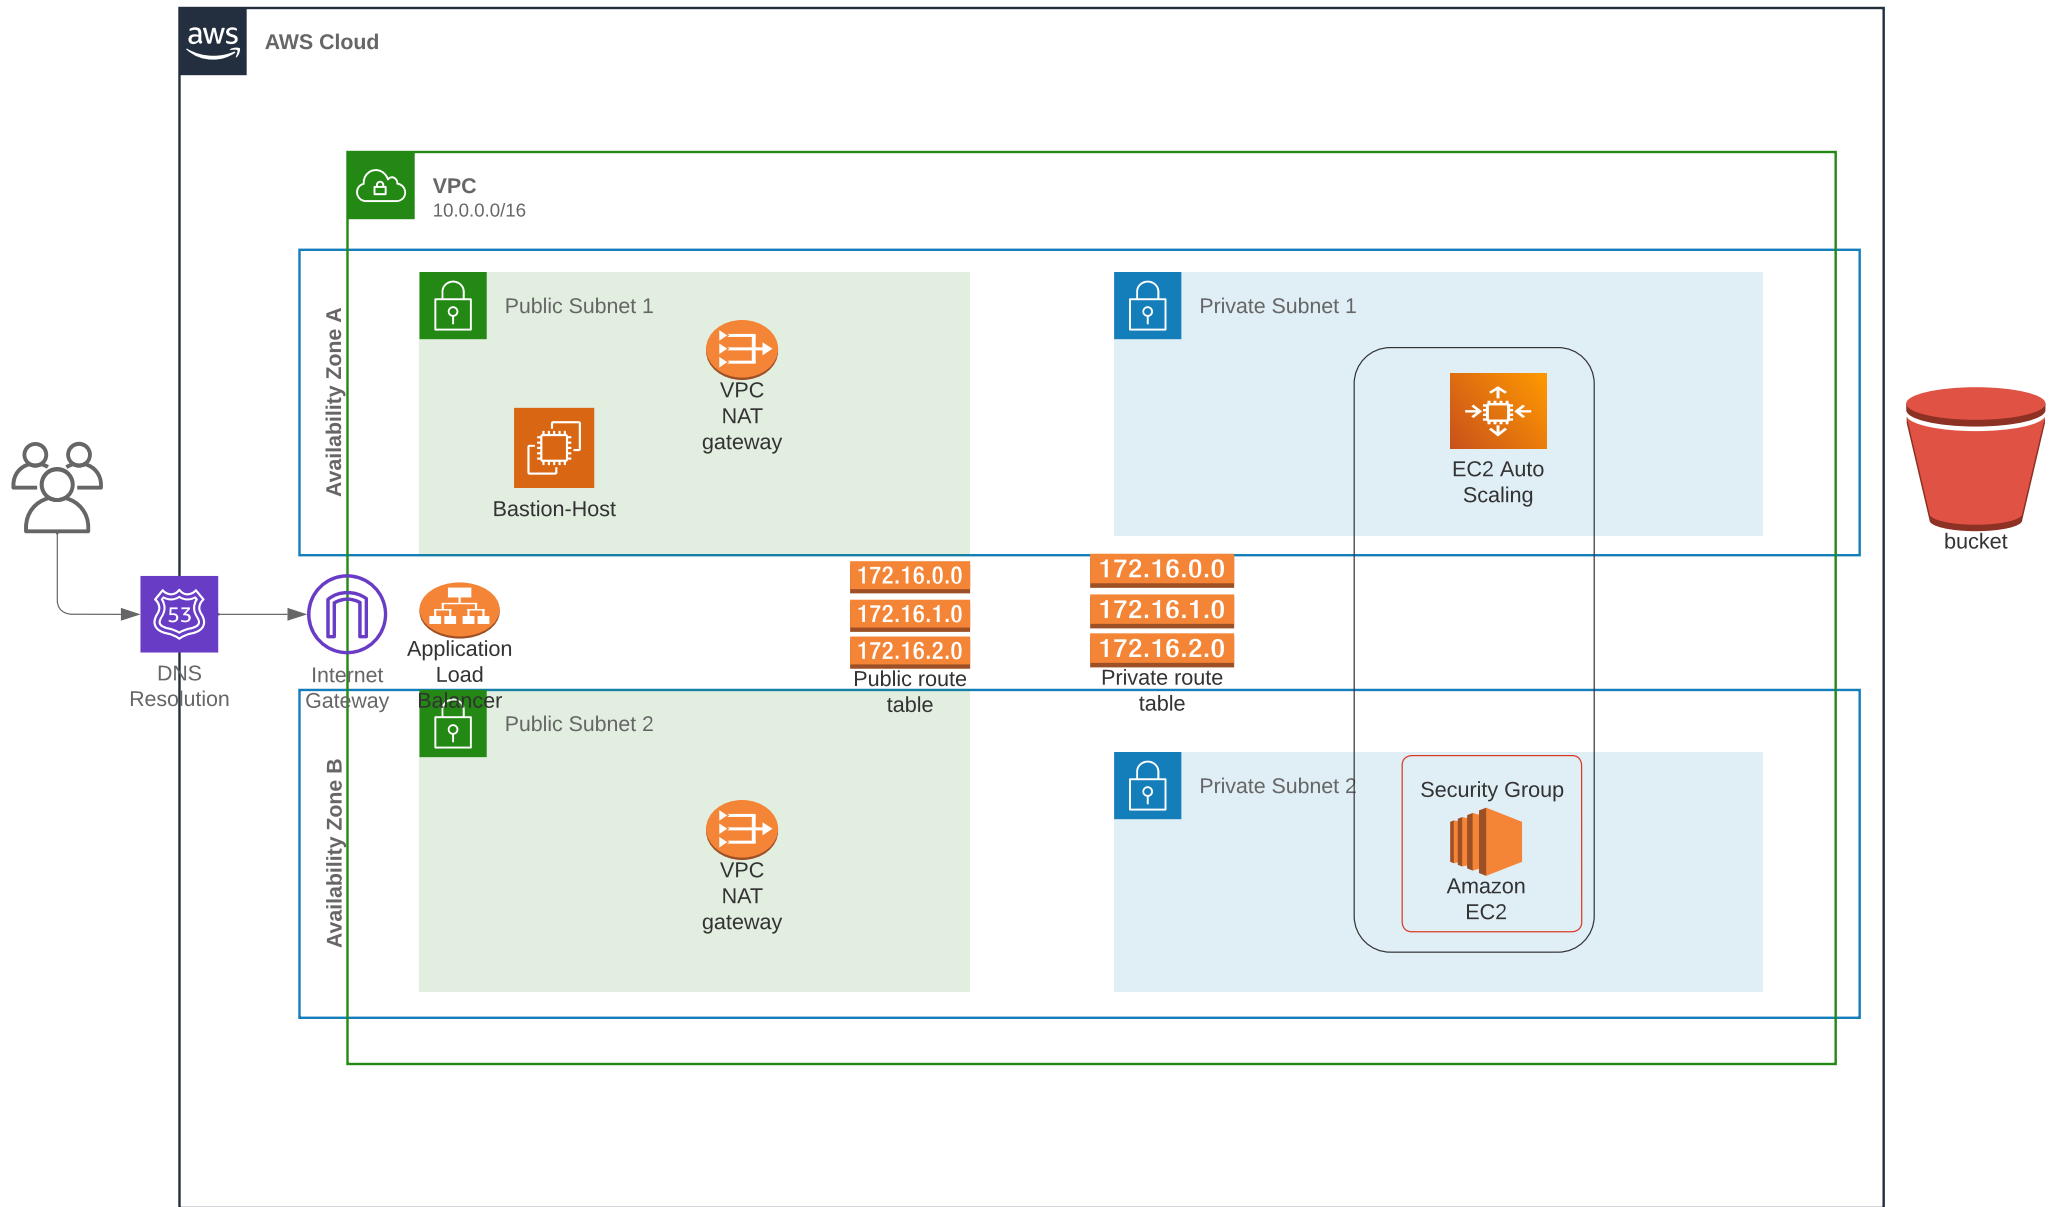 aws
AWS Cloud
VPC
10.0.0.0/16
Availability Zone A
Public Subnet 1
VPC
NAT
gateway
Bastion-Host
Private Subnet 1
EC2 Auto
Scaling
bucket
53
DNS
Resolution
Internet
Gateway
Application
Load
Balancer
172.16.0.0
172.16.1.0
172.16.2.0
Public route
table
172.16.0.0
172.16.1.0
172.16.2.0
Private route
table
Availability Zone B
Public Subnet 2
VPC
NAT
gateway
Private Subnet 2
Security Group
Amazon
EC2